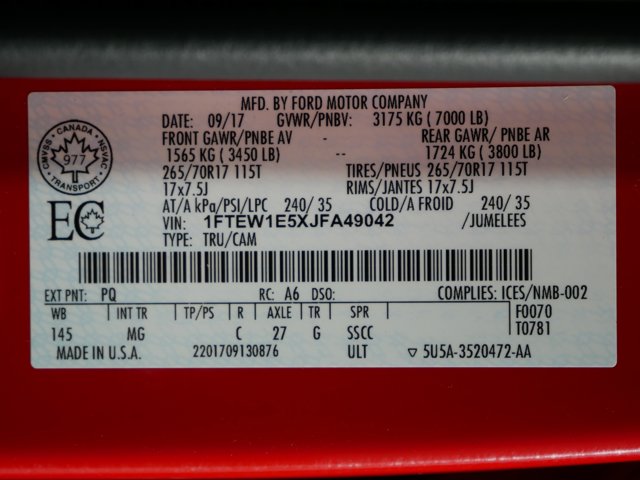 MFD. BY FORD MOTOR COMPANY
DATE: 09/17 GVWR/PNBV: 3175 KG ( 7000 LB)
FRONT GAWR/PNBE AV - REAR GAWR/ PNBE AR
1565 KG ( 3450 LB) -- 1724 KG ( 3800 LB)
265/70R17 115T TIRES/PNEUS 265/70R17 115T
17x7.5J RIMS/JANTES 17x7.5J
AT/A kPa/PSI/LPC 240/ 35 COLD/A FROID 240/ 35
VIN: 1FTEW1E5XJFA49042 /JUMELEES
TYPE: TRU/CAM
CANADA
CMVSS 977 NSVAC
TRANSPORT
EC
EXT PNT: PQ RC: A6 DSO: COMPLIES: ICES/NMB-002
WB INT TR TP/PS R AXLE TR SPR F0070
145 MG C 27 G SSCC T0781
MADE IN U.S.A. 2201709130876 ULT ▽ 5U5A-3520472-AA